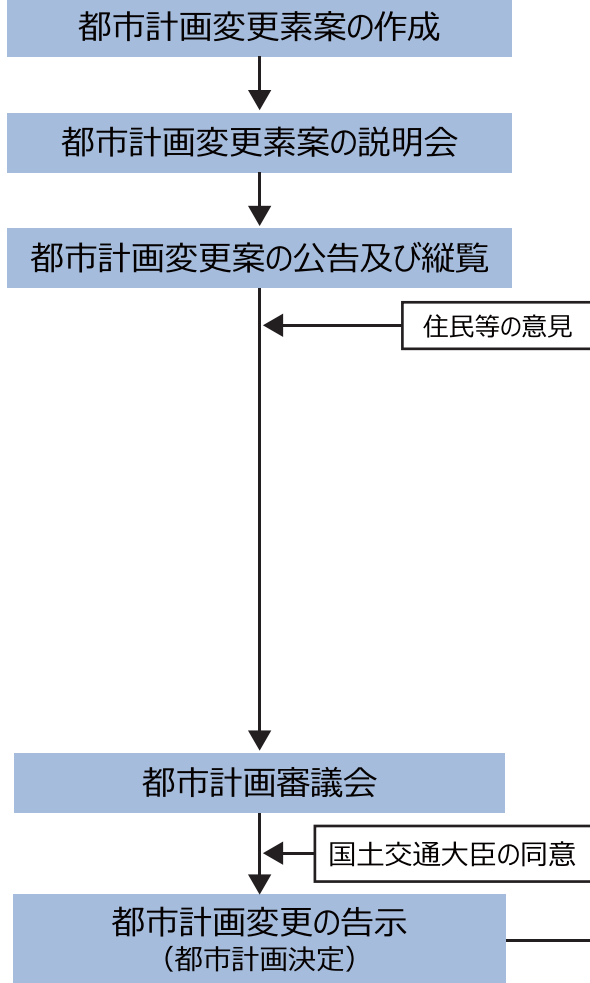 都市計画変更素案の作成
都市計画変更素案の説明会
都市計画変更案の公告及び縦覧
住民等の意見
都市計画審議会
国土交通大臣の同意
都市計画変更の告示
（都市計画決定）